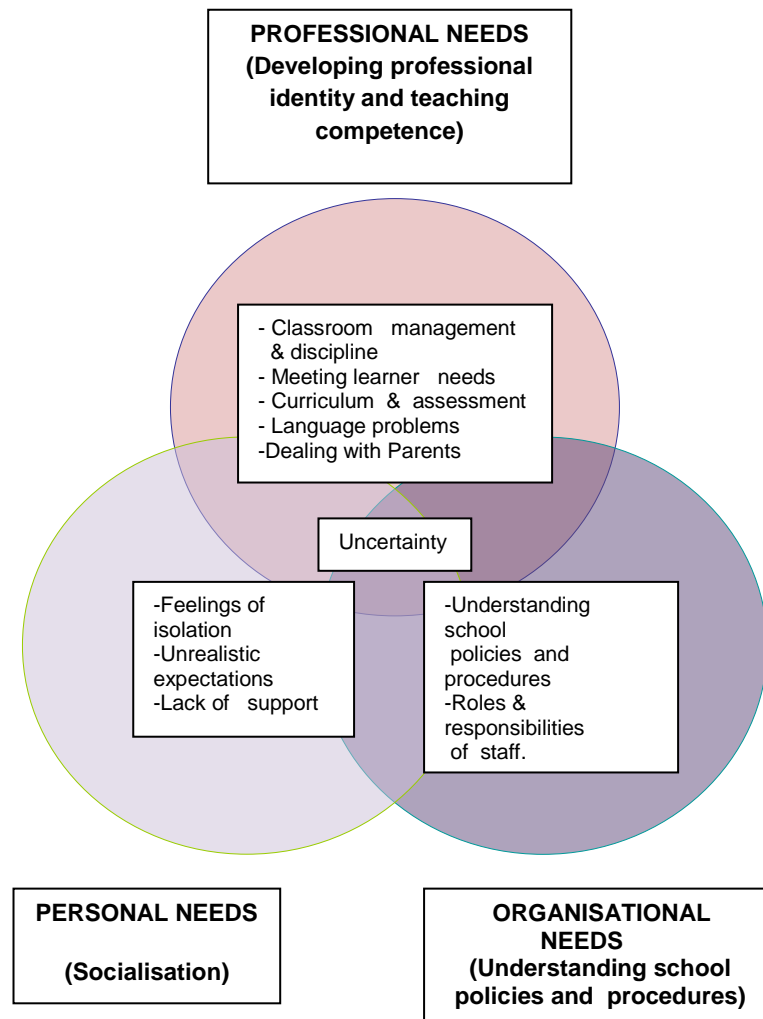 PROFESSIONAL NEEDS
(Developing professional
identity and teaching
competence)
- Classroom management
& discipline
- Meeting learner needs
- Curriculum & assessment
- Language problems
-Dealing with Parents
Uncertainty
-Feelings of
isolation
-Unrealistic
expectations
-Lack of support
-Understanding
school
policies and
procedures
-Roles &
responsibilities
of staff.
PERSONAL NEEDS
(Socialisation)
ORGANISATIONAL
NEEDS
(Understanding school
policies and procedures)